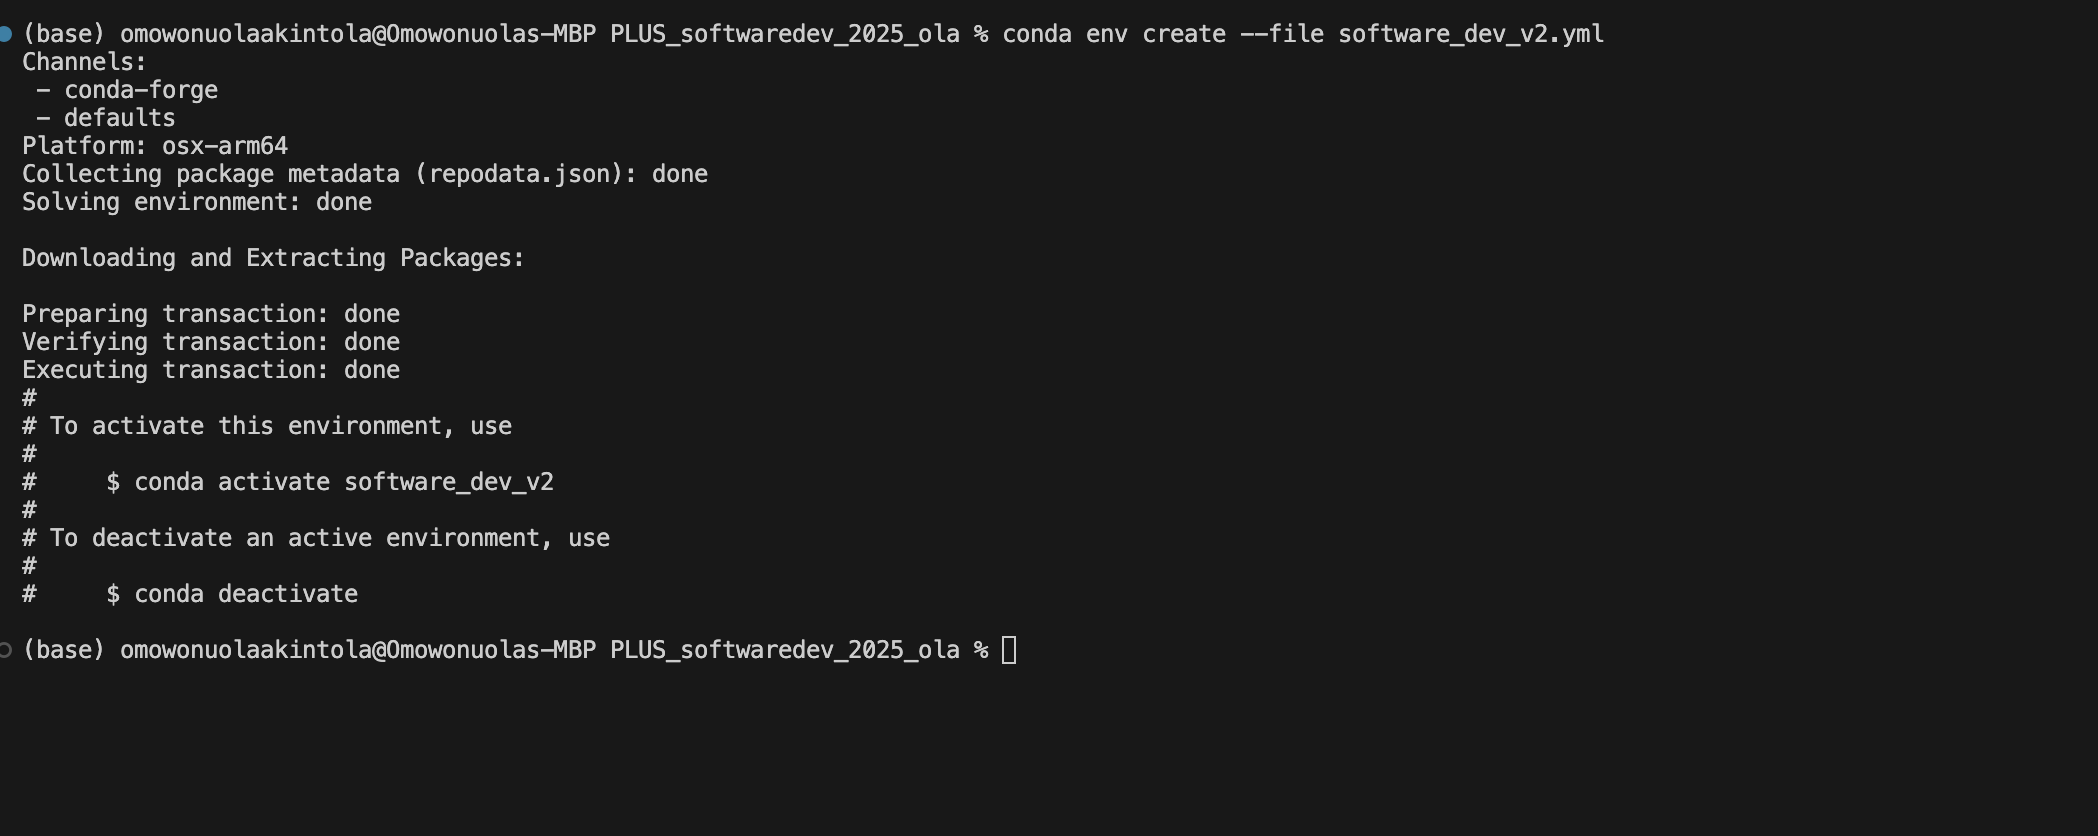 (base) omowonuolaakintola@Omowonuolas-MBP PLUS_softwaredev_2025_ola % conda env create --file software_dev_v2.yml
Channels:
 - conda-forge
 - defaults
Platform: osx-arm64
Collecting package metadata (repodata.json): done
Solving environment: done

Downloading and Extracting Packages:

Preparing transaction: done
Verifying transaction: done
Executing transaction: done
#
# To activate this environment, use
#
#     $ conda activate software_dev_v2
#
# To deactivate an active environment, use
#
#     $ conda deactivate

(base) omowonuolaakintola@Omowonuolas-MBP PLUS_softwaredev_2025_ola %